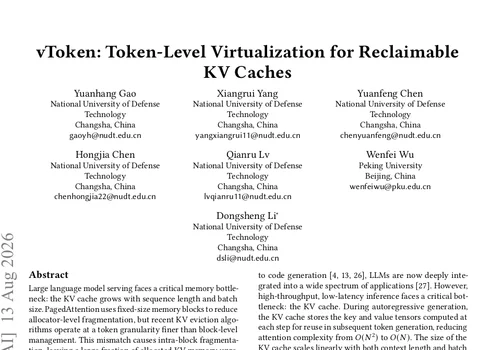 vToken: Token-Level Virtualization for Reclaimable
KV Caches
Yuanhang Gao
National University of Defense
Technology
Changsha, China
gaoyh@nudt.edu.cn
Xiangrui Yang
National University of Defense
Technology
Changsha, China
yangxiangrui11@nudt.edu.cn
Yuanfeng Chen
National University of Defense
Technology
Changsha, China
chenyuanfeng@nudt.edu.cn
Hongjia Chen
National University of Defense
Technology
Changsha, China
chenhongjia22@nudt.edu.cn
Qianru Lv
National University of Defense
Technology
Changsha, China
lvqianru11@nudt.edu.cn
Wenfei Wu
Peking University
Beijing, China
wenfeiwu@pku.edu.cn
Dongsheng Li*
National University of Defense
Technology
Changsha, China
dsli@nudt.edu.cn
AI] 13 Aug 2026
Abstract
Large language model serving faces a critical memory bottle-
neck: the KV cache grows with sequence length and batch
size. PagedAttention uses fixed-size memory blocks to reduce
allocator-level fragmentation, but recent KV eviction algo-
rithms operate at a token granularity finer than block-level
management. This mismatch causes intra-block fragmenta-
to code generation [4, 13, 26], LLMs are now deeply inte-
grated into a wide spectrum of applications [27]. However,
high-throughput, low-latency inference faces a critical bot-
tleneck: the KV cache. During autoregressive generation,
the KV cache stores the key and value tensors computed at
each step for reuse in subsequent token generation, reducing
attention complexity from O(N²) to O(N). The size of the
KV cache scales linearly with both context length and batch